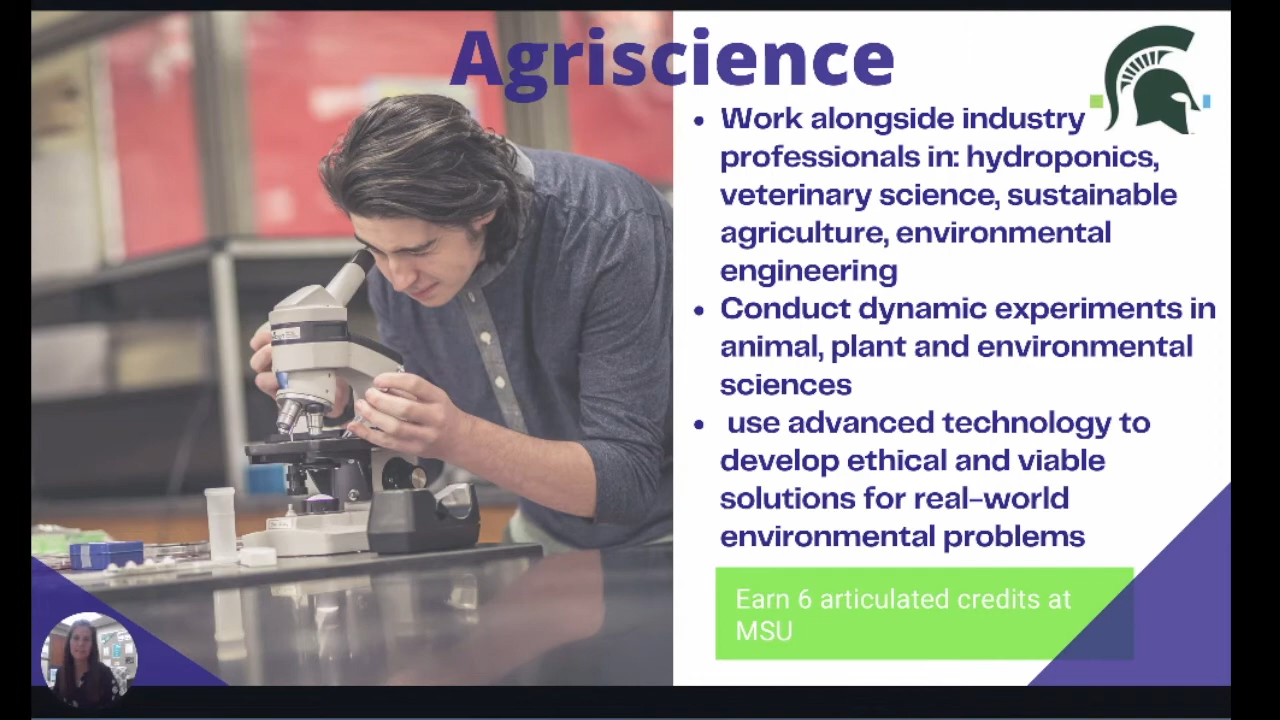 Agriscience
• Work alongside industry
professionals in: hydroponics,
veterinary science, sustainable
agriculture, environmental
engineering
• Conduct dynamic experiments in
animal, plant and environmental
sciences
• use advanced technology to
develop ethical and viable
solutions for real-world
environmental problems
Earn 6 articulated credits at
MSU